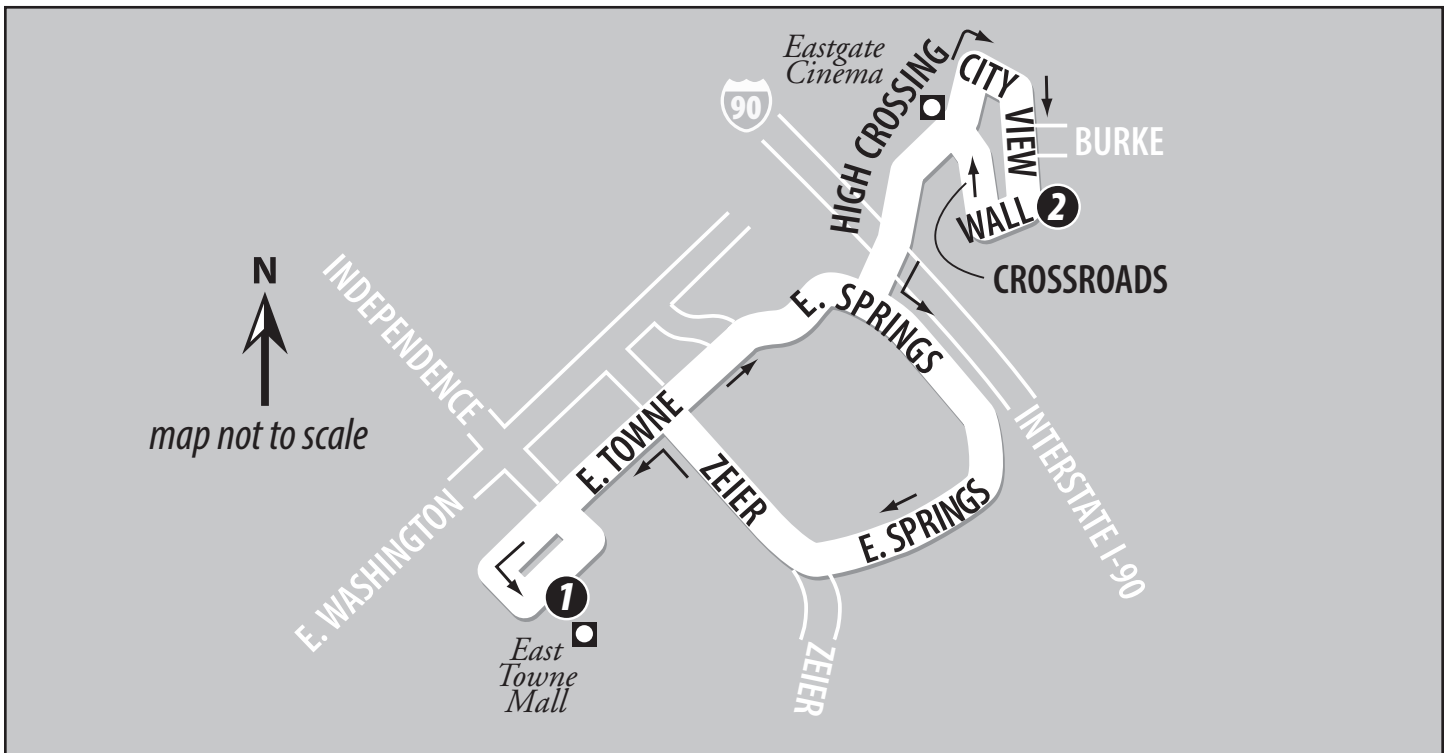 Eastgate
Cinema
HIGH CROSSING
CITY
VIEW
90
BURKE
WALL
2
CROSSROADS
N
map not to scale
INDEPENDENCE
E. SPRINGS
E. TOWNE
ZEIER
E. SPRINGS
INTERSTATE I-90
E. WASHINGTON
1
East
Towne
Mall
ZEIER